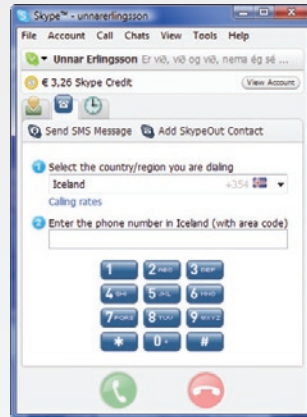 Skype™ - unnarerlingsson
File Account Call Chats View Tools Help
Unnar Erlingsson Er við, við og við, nema ég sé ...
€ 3,26 Skype Credit View Account
Send SMS Message Add SkypeOut Contact
1 Select the country/region you are dialing
Iceland +354
Calling rates
2 Enter the phone number in Iceland (with area code)
1 2 ABC 3 DEF
4 GHI 5 JKL 6 MNO
7 PQRS 8 TUV 9 WXYZ
* 0 + #